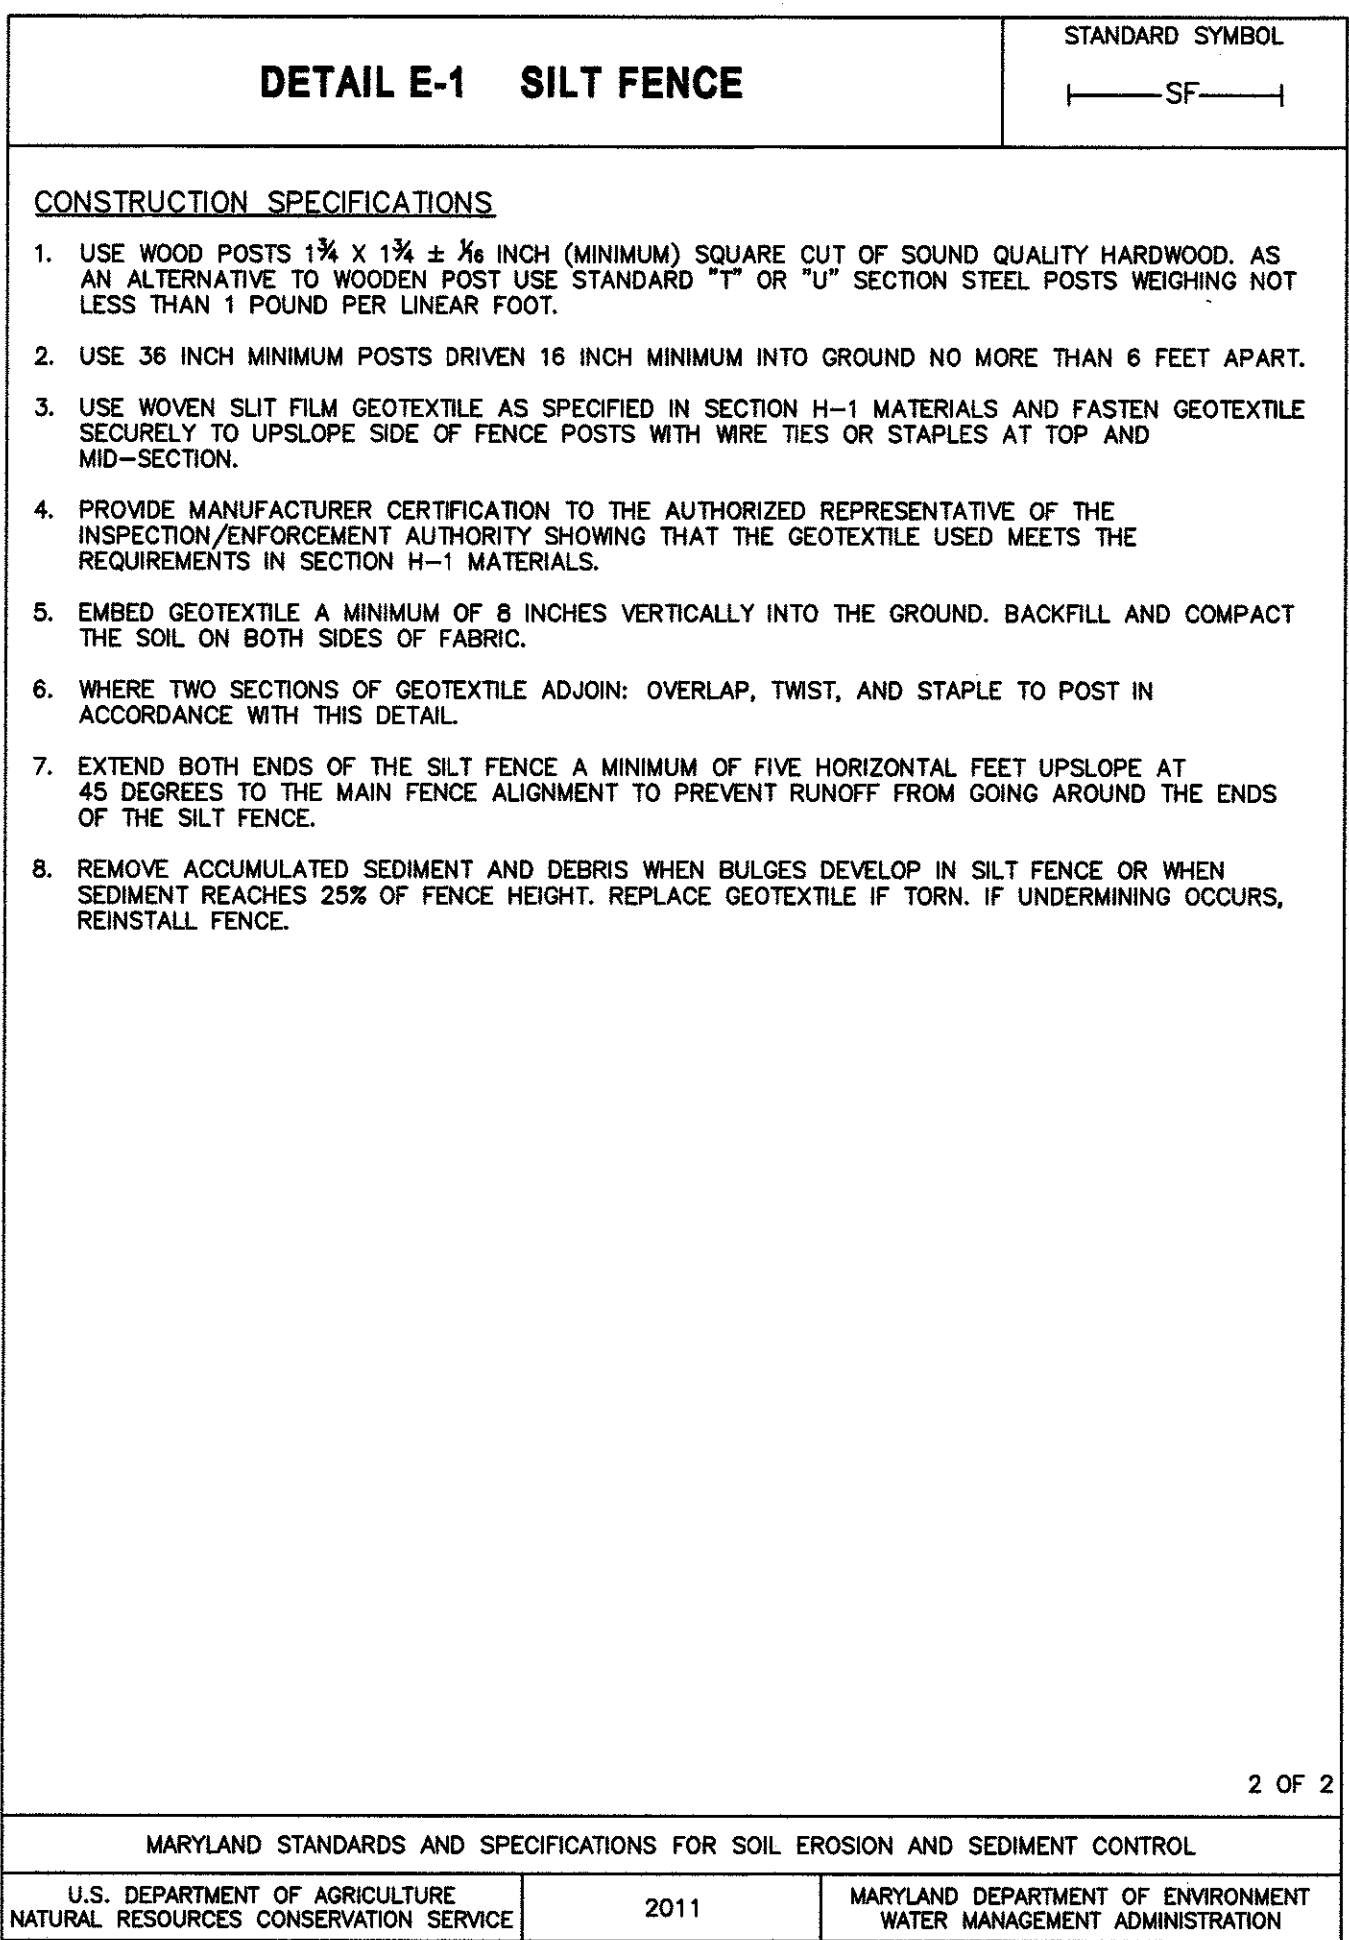 DETAIL E-1 SILT FENCE
STANDARD SYMBOL
SF
CONSTRUCTION SPECIFICATIONS
1. USE WOOD POSTS 1¾ X 1¾ ± 1⁄16 INCH (MINIMUM) SQUARE CUT OF SOUND QUALITY HARDWOOD. AS
AN ALTERNATIVE TO WOODEN POST USE STANDARD "T" OR "U" SECTION STEEL POSTS WEIGHING NOT
LESS THAN 1 POUND PER LINEAR FOOT.
2. USE 36 INCH MINIMUM POSTS DRIVEN 16 INCH MINIMUM INTO GROUND NO MORE THAN 6 FEET APART.
3. USE WOVEN SLIT FILM GEOTEXTILE AS SPECIFIED IN SECTION H-1 MATERIALS AND FASTEN GEOTEXTILE
SECURELY TO UPSLOPE SIDE OF FENCE POSTS WITH WIRE TIES OR STAPLES AT TOP AND
MID-SECTION.
4. PROVIDE MANUFACTURER CERTIFICATION TO THE AUTHORIZED REPRESENTATIVE OF THE
INSPECTION/ENFORCEMENT AUTHORITY SHOWING THAT THE GEOTEXTILE USED MEETS THE
REQUIREMENTS IN SECTION H-1 MATERIALS.
5. EMBED GEOTEXTILE A MINIMUM OF 8 INCHES VERTICALLY INTO THE GROUND. BACKFILL AND COMPACT
THE SOIL ON BOTH SIDES OF FABRIC.
6. WHERE TWO SECTIONS OF GEOTEXTILE ADJOIN: OVERLAP, TWIST, AND STAPLE TO POST IN
ACCORDANCE WITH THIS DETAIL.
7. EXTEND BOTH ENDS OF THE SILT FENCE A MINIMUM OF FIVE HORIZONTAL FEET UPSLOPE AT
45 DEGREES TO THE MAIN FENCE ALIGNMENT TO PREVENT RUNOFF FROM GOING AROUND THE ENDS
OF THE SILT FENCE.
8. REMOVE ACCUMULATED SEDIMENT AND DEBRIS WHEN BULGES DEVELOP IN SILT FENCE OR WHEN
SEDIMENT REACHES 25% OF FENCE HEIGHT. REPLACE GEOTEXTILE IF TORN. IF UNDERMINING OCCURS,
REINSTALL FENCE.
2 OF 2
MARYLAND STANDARDS AND SPECIFICATIONS FOR SOIL EROSION AND SEDIMENT CONTROL
U.S. DEPARTMENT OF AGRICULTURE
NATURAL RESOURCES CONSERVATION SERVICE
2011
MARYLAND DEPARTMENT OF ENVIRONMENT
WATER MANAGEMENT ADMINISTRATION